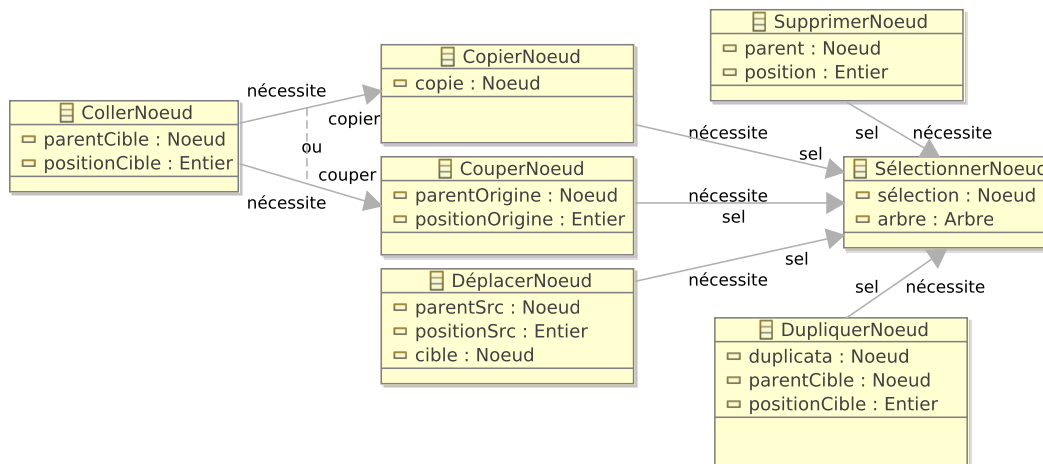 CollerNoeud
parentCible : Noeud
positionCible : Entier
nécessite
copier
ou
couper
nécessite
CopierNoeud
copie : Noeud
CouperNoeud
parentOrigine : Noeud
positionOrigine : Entier
DéplacerNoeud
parentSrc : Noeud
positionSrc : Entier
cible : Noeud
nécessite
sel
nécessite
sel
sel
nécessite
SupprimerNoeud
parent : Noeud
position : Entier
sel
nécessite
SélectionnerNoeud
sélection : Noeud
arbre : Arbre
sel
nécessite
DupliquerNoeud
duplicata : Noeud
parentCible : Noeud
positionCible : Entier